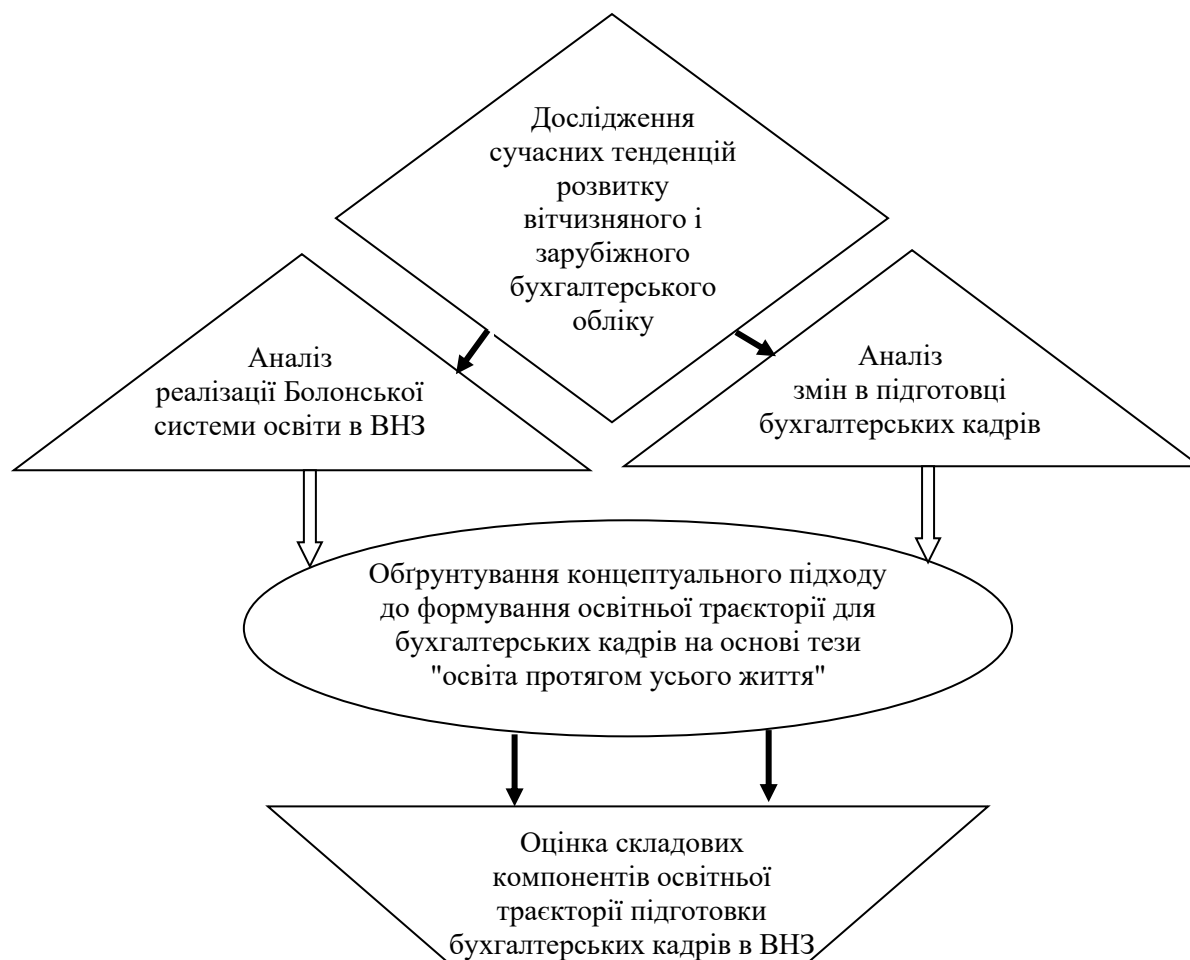 Дослідження
сучасних тенденцій
розвитку
вітчизняного і
зарубіжного
бухгалтерського
обліку
Аналіз
реалізації Болонської
системи освіти в ВНЗ
Аналіз
змін в підготовці
бухгалтерських кадрів
Обґрунтування концептуального підходу
до формування освітньої траєкторії для
бухгалтерських кадрів на основі тези
"освіта протягом усього життя"
Оцінка складових
компонентів освітньої
траєкторії підготовки
бухгалтерських кадрів в ВНЗ